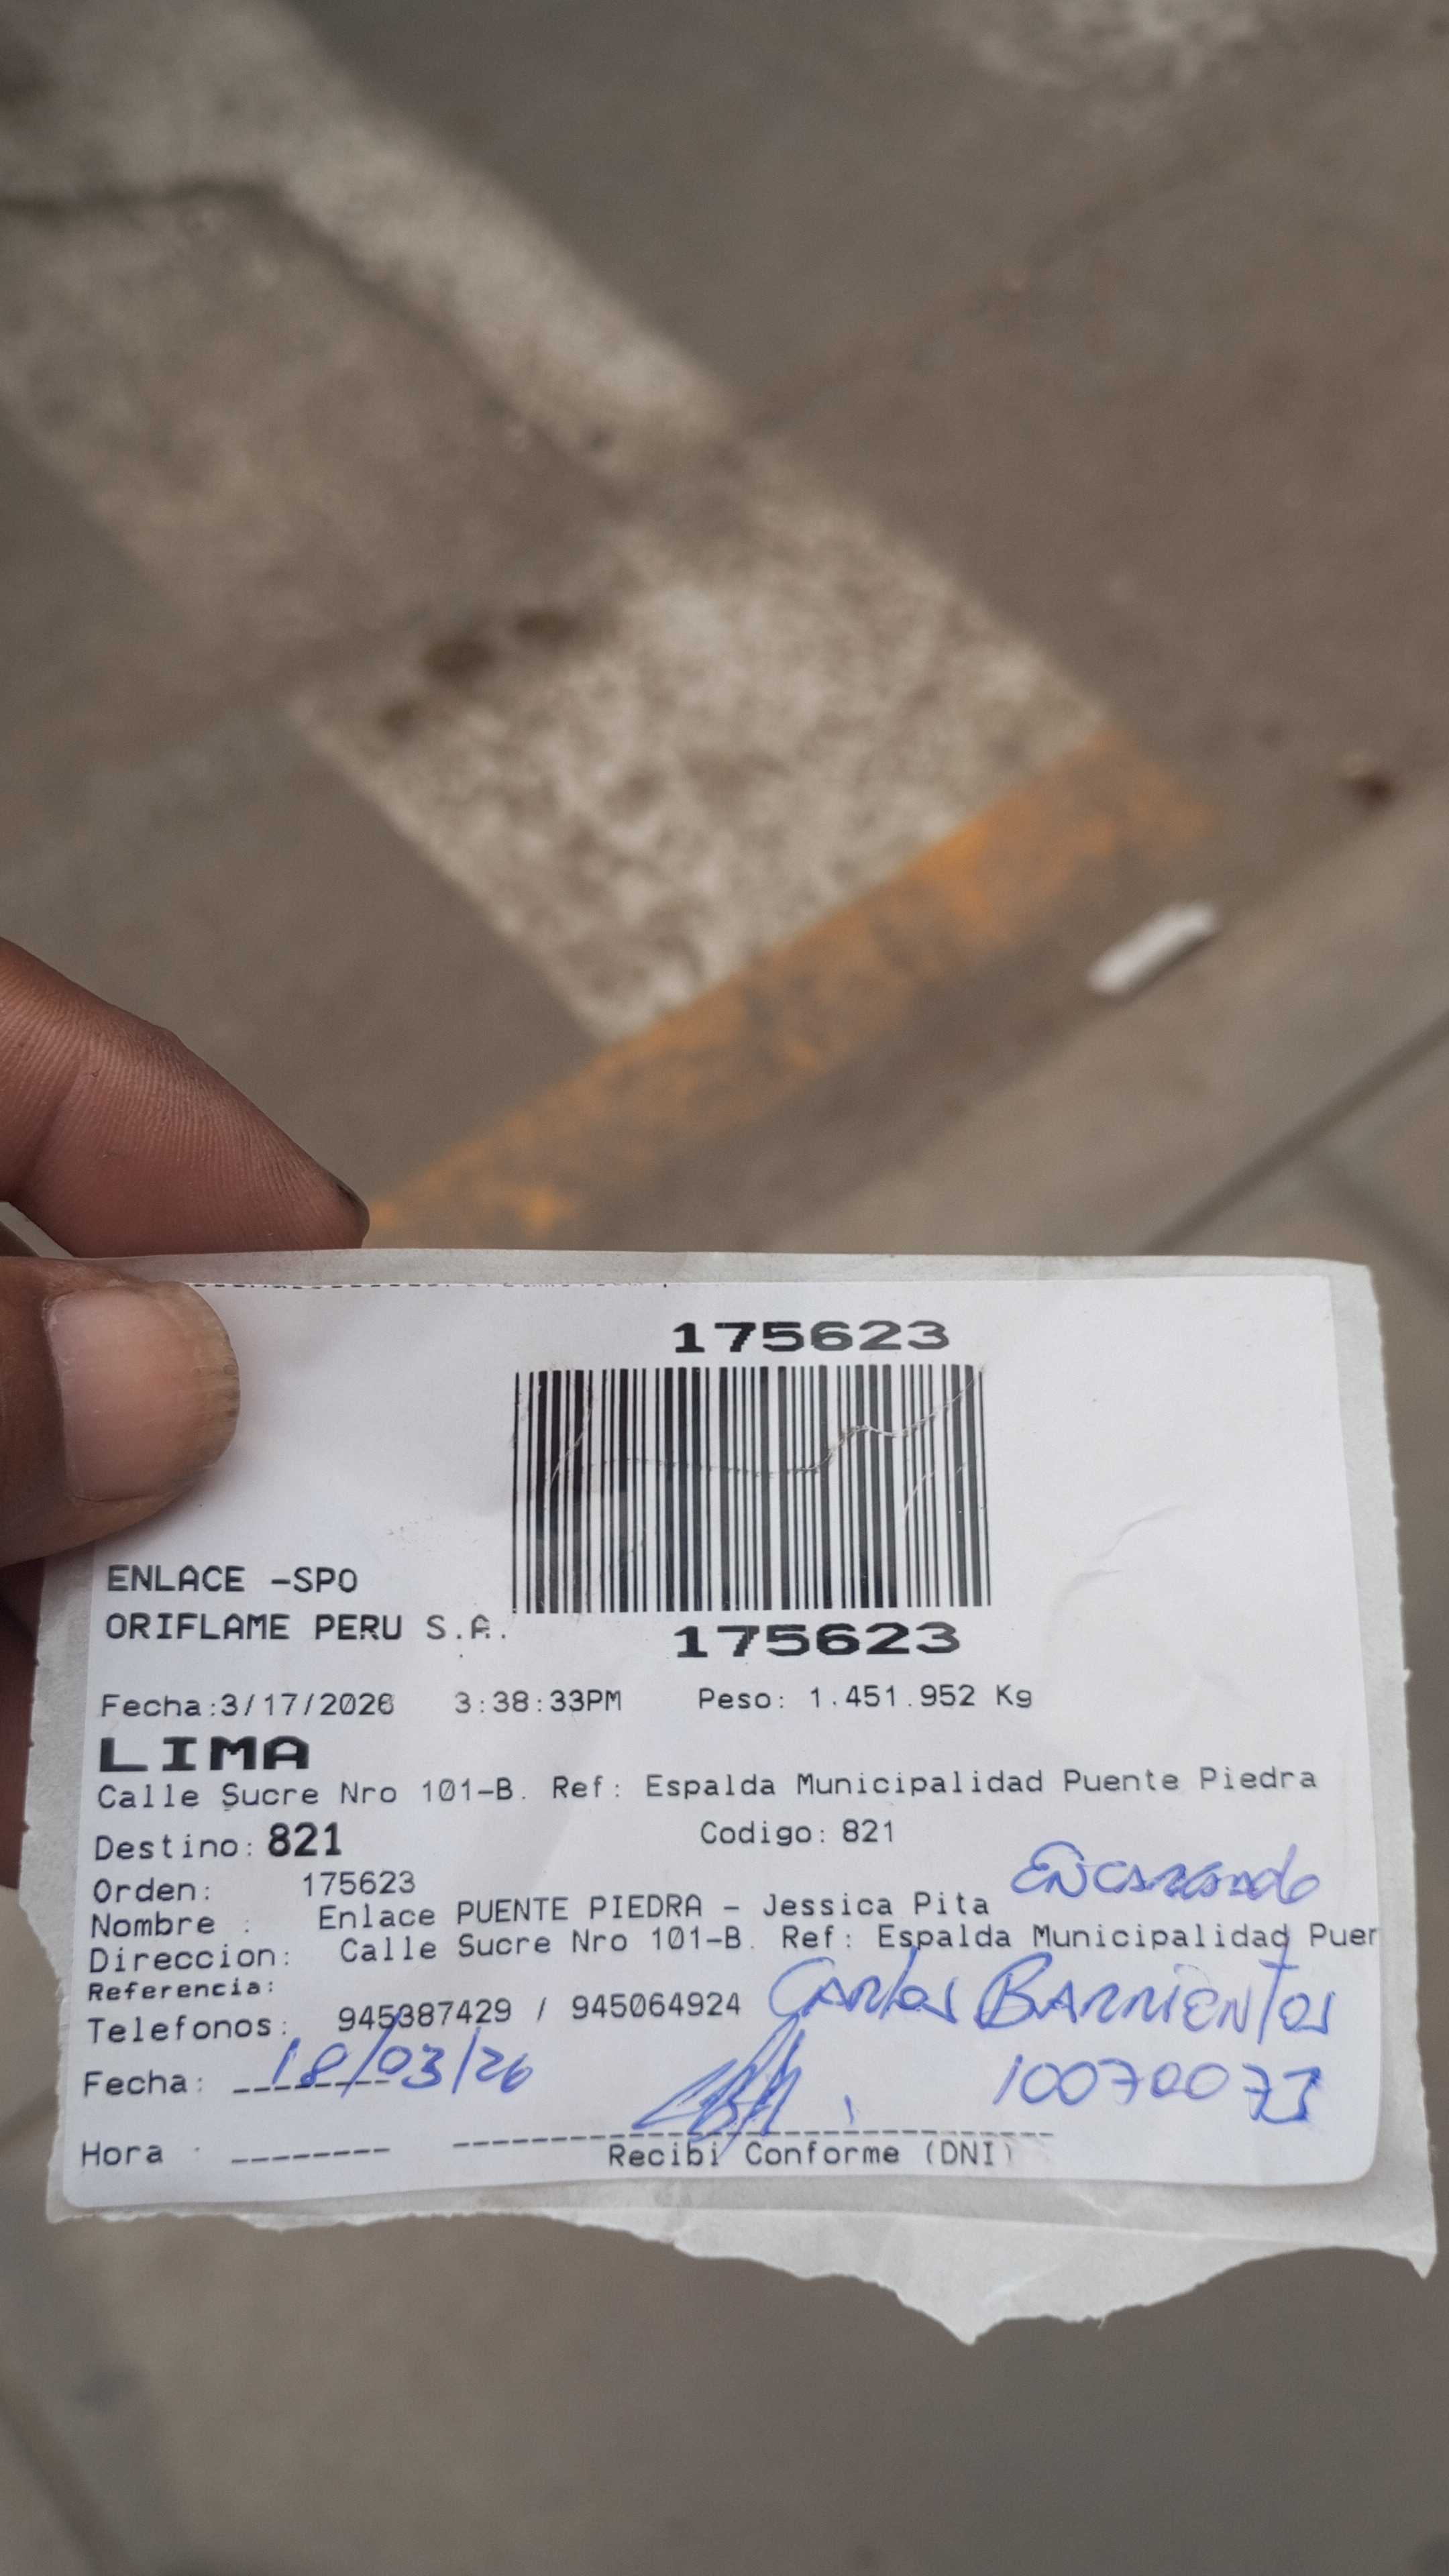 175623
175623
ENLACE -SPO
ORIFLAME PERU S.A.
Fecha:3/17/2026 3:38:33PM Peso: 1.451.952 Kg
LIMA
Calle Sucre Nro 101-B. Ref: Espalda Municipalidad Puente Piedra
Destino: 821 Codigo: 821
Encargado
Orden: 175623
Nombre : Enlace PUENTE PIEDRA - Jessica Pita
Direccion: Calle Sucre Nro 101-B. Ref: Espalda Municipalidad Puer
Referencia:
Telefonos: 945387429 / 945064924 Carlos Barrientos
Fecha: 18/03/26 
Hora
Recibi Conforme (DNI)